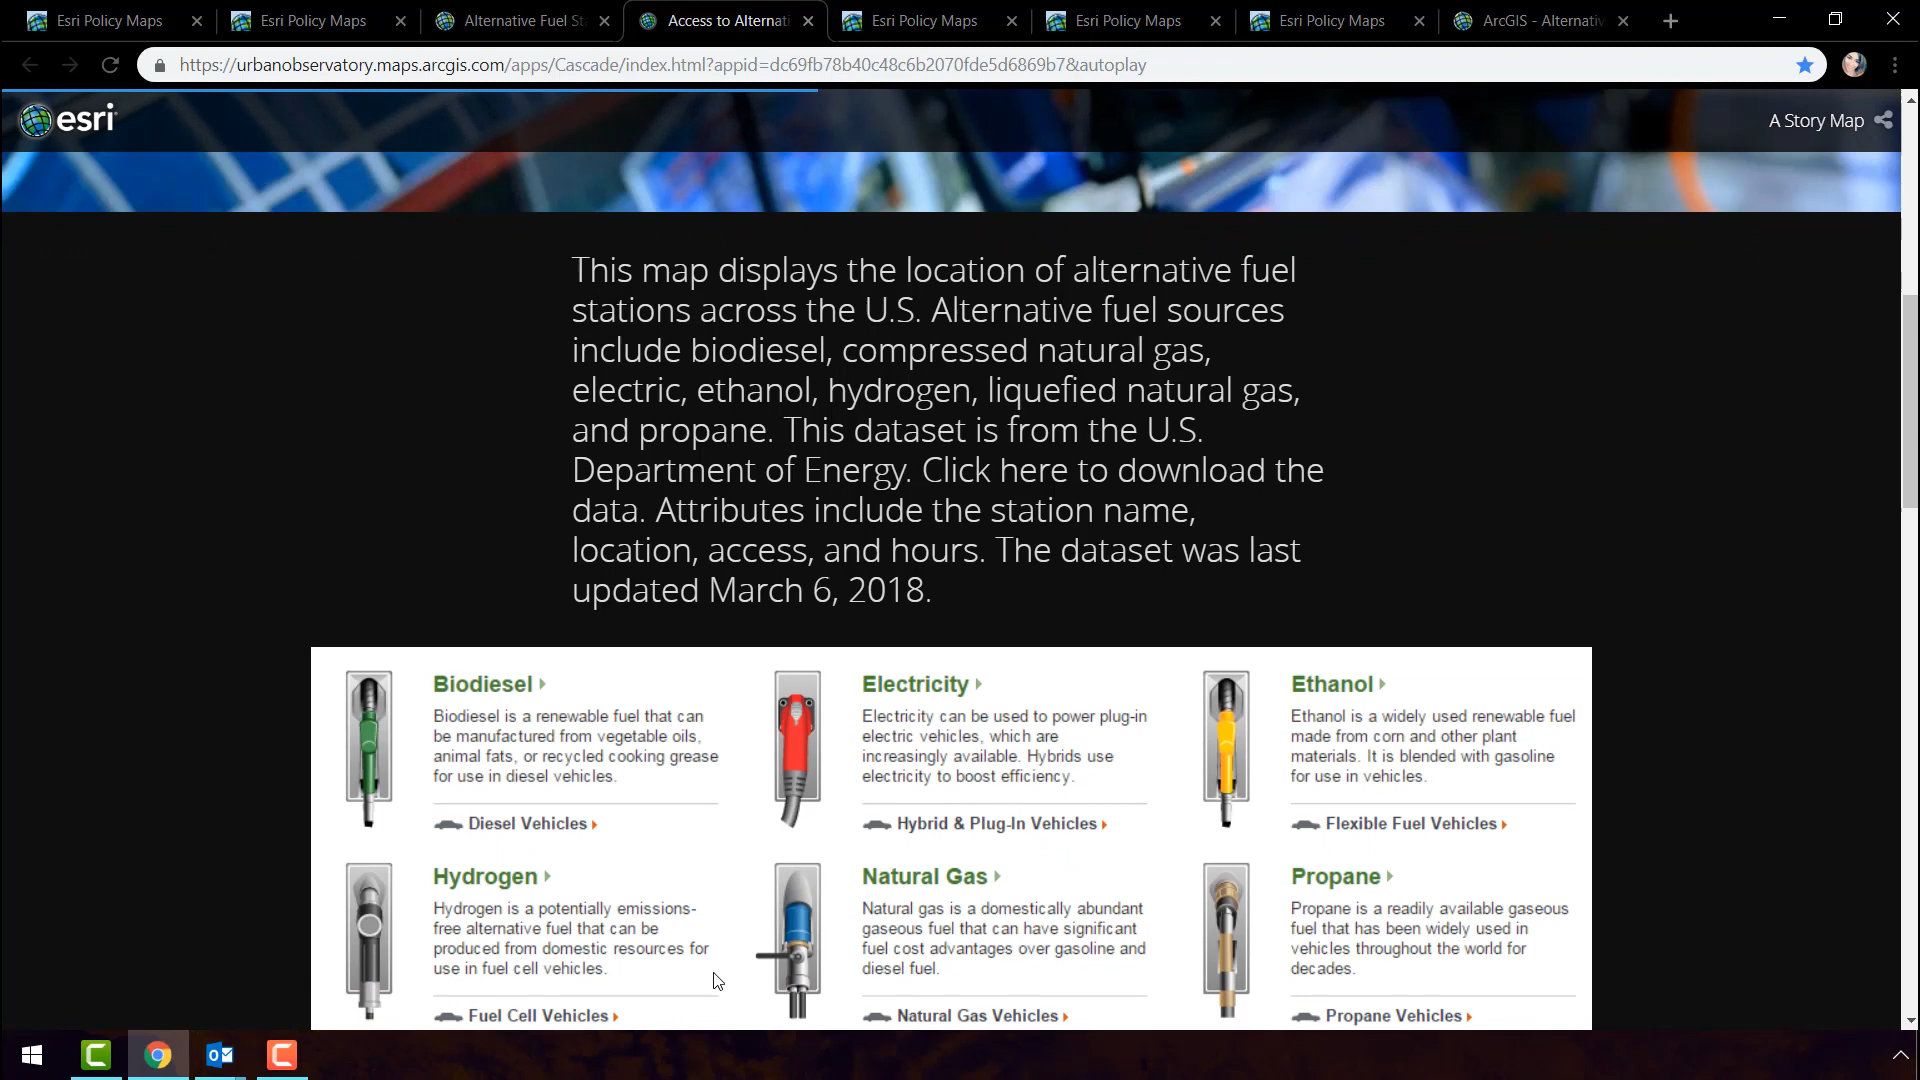 Esri Policy Maps
Esri Policy Maps
Alternative Fuel St
Access to Alternati
Esri Policy Maps
Esri Policy Maps
Esri Policy Maps
ArcGIS - Alternativ
https://urbanobservatory.maps.arcgis.com/apps/Cascade/index.html?appid=dc69fb78b40c48c6b2070fde5d6869b7&autoplay
esri
A Story Map
This map displays the location of alternative fuel
stations across the U.S. Alternative fuel sources
include biodiesel, compressed natural gas,
electric, ethanol, hydrogen, liquefied natural gas,
and propane. This dataset is from the U.S.
Department of Energy. Click here to download the
data. Attributes include the station name,
location, access, and hours. The dataset was last
updated March 6, 2018.
Biodiesel
Biodiesel is a renewable fuel that can
be manufactured from vegetable oils,
animal fats, or recycled cooking grease
for use in diesel vehicles.
Diesel Vehicles
Electricity
Electricity can be used to power plug-in
electric vehicles, which are
increasingly available. Hybrids use
electricity to boost efficiency.
Hybrid & Plug-In Vehicles
Ethanol
Ethanol is a widely used renewable fuel
made from corn and other plant
materials. It is blended with gasoline
for use in vehicles.
Flexible Fuel Vehicles
Hydrogen
Hydrogen is a potentially emissions-
free alternative fuel that can be
produced from domestic resources for
use in fuel cell vehicles.
Fuel Cell Vehicles
Natural Gas
Natural gas is a domestically abundant
gaseous fuel that can have significant
fuel cost advantages over gasoline and
diesel fuel.
Natural Gas Vehicles
Propane
Propane is a readily available gaseous
fuel that has been widely used in
vehicles throughout the world for
decades.
Propane Vehicles